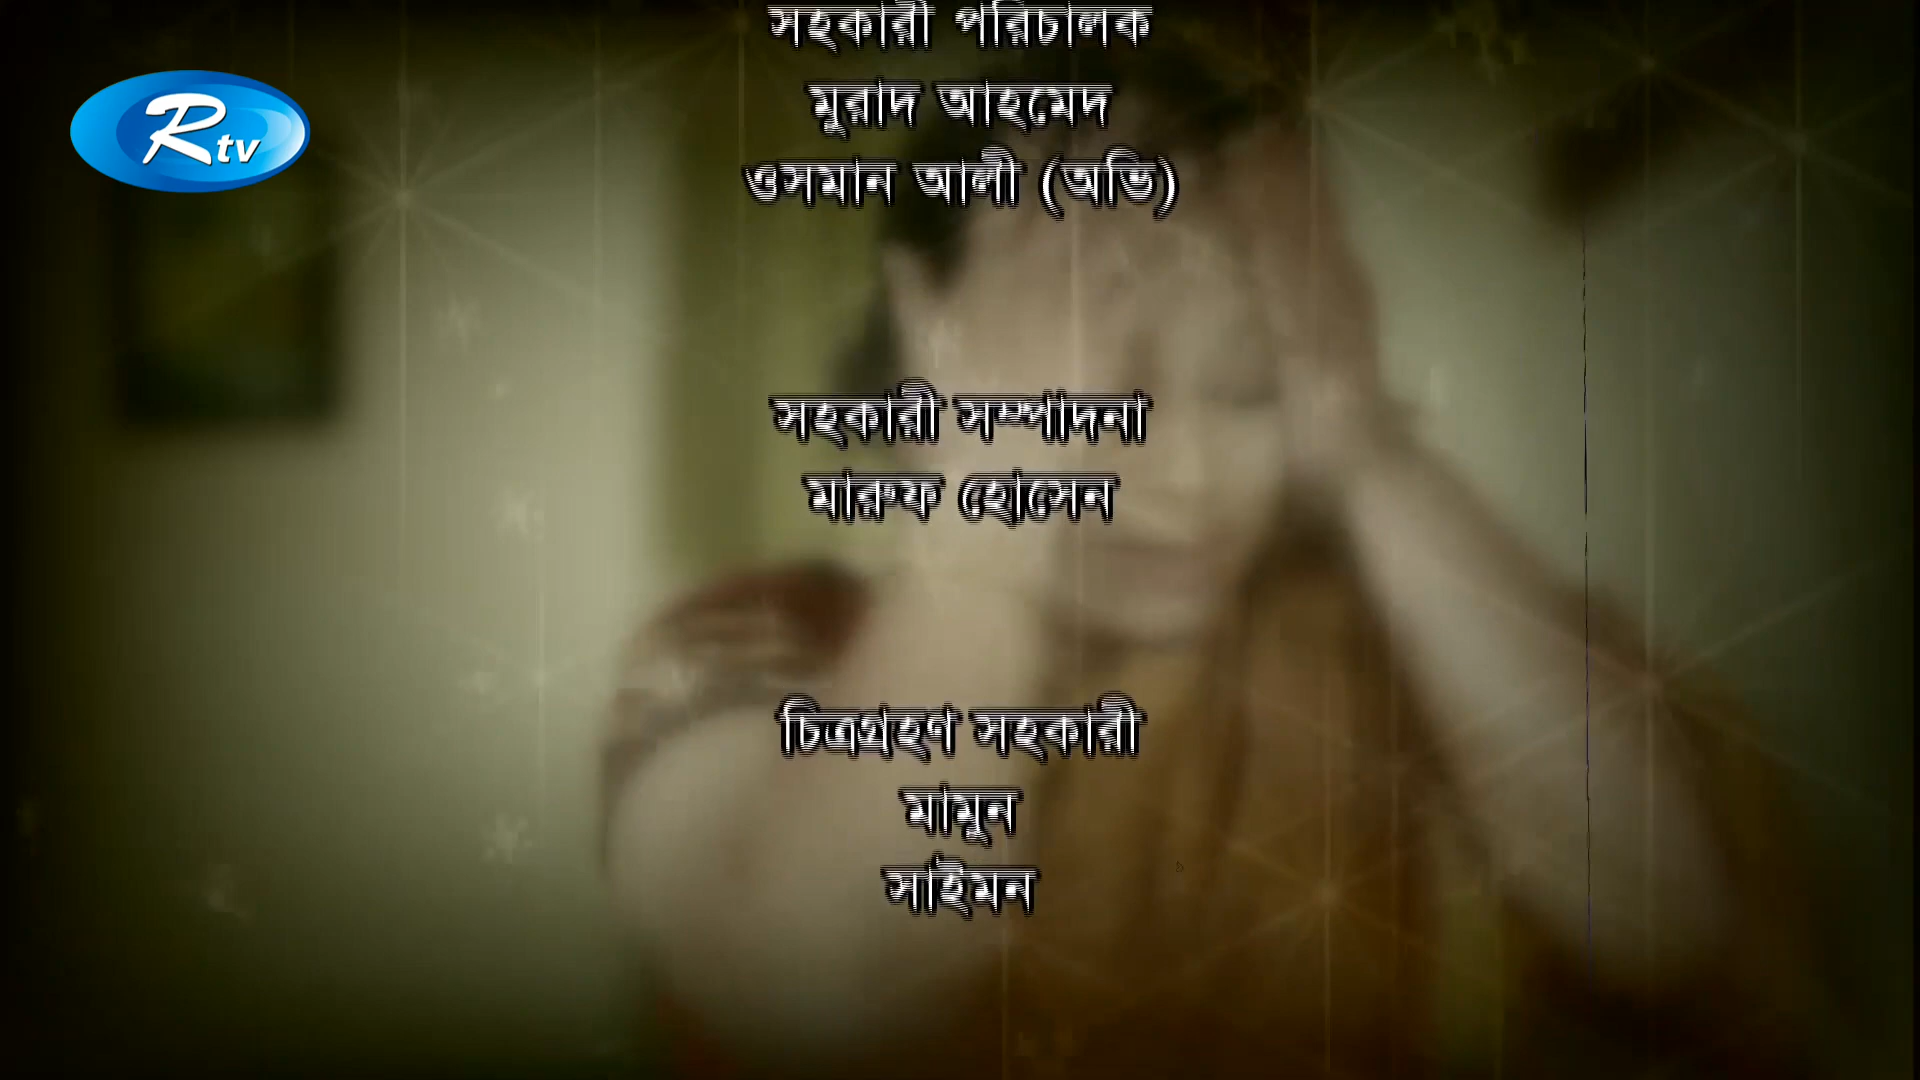 সহকারী পরিচালক
Rtv
মুরাদ আহমেদ
ওসমান আলী (অভি)
সহকারী সম্পাদনা
মারুফ হোসেন
চিত্রগ্রহণ সহকারী
মামুন
সাইমন